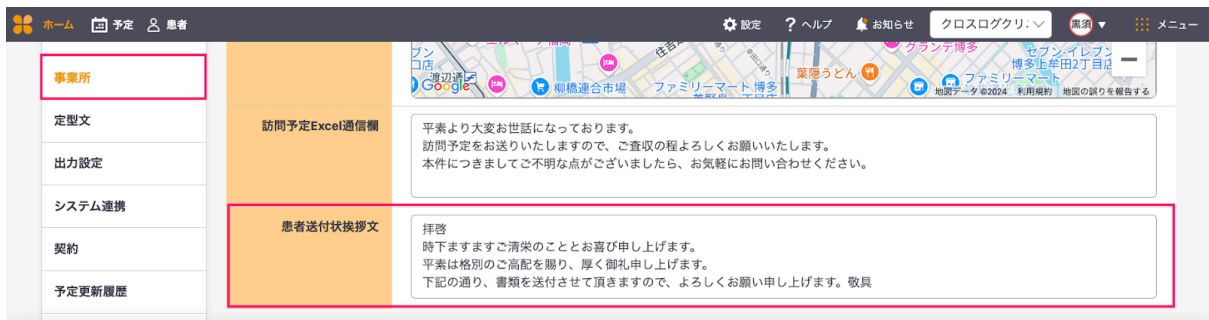 ホーム 予定 患者 設定 ? ヘルプ お知らせ クロスログクリ 黒須 ▼ メニュー
事業所
定型文
出力設定
システム連携
契約
予定更新履歴
渡辺通
Google
柳橋連合市場
ファミリーマート博多
葉隠うどん
グランデ博多
セブン-イレブン
博多上牟田2丁目店
ファミリーマート
地図データ ©2024 利用規約 地図の誤りを報告する
訪問予定Excel通信欄
平素より大変お世話になっております。
訪問予定をお送りいたしますので、ご査収の程よろしくお願いいたします。
本件につきましてご不明な点がございましたら、お気軽にお問い合わせください。
患者送付状挨拶文
拝啓
時下ますますご清栄のこととお喜び申し上げます。
平素は格別のご高配を賜り、厚く御礼申し上げます。
下記の通り、書類を送付させて頂きますので、よろしくお願い申し上げます。敬具